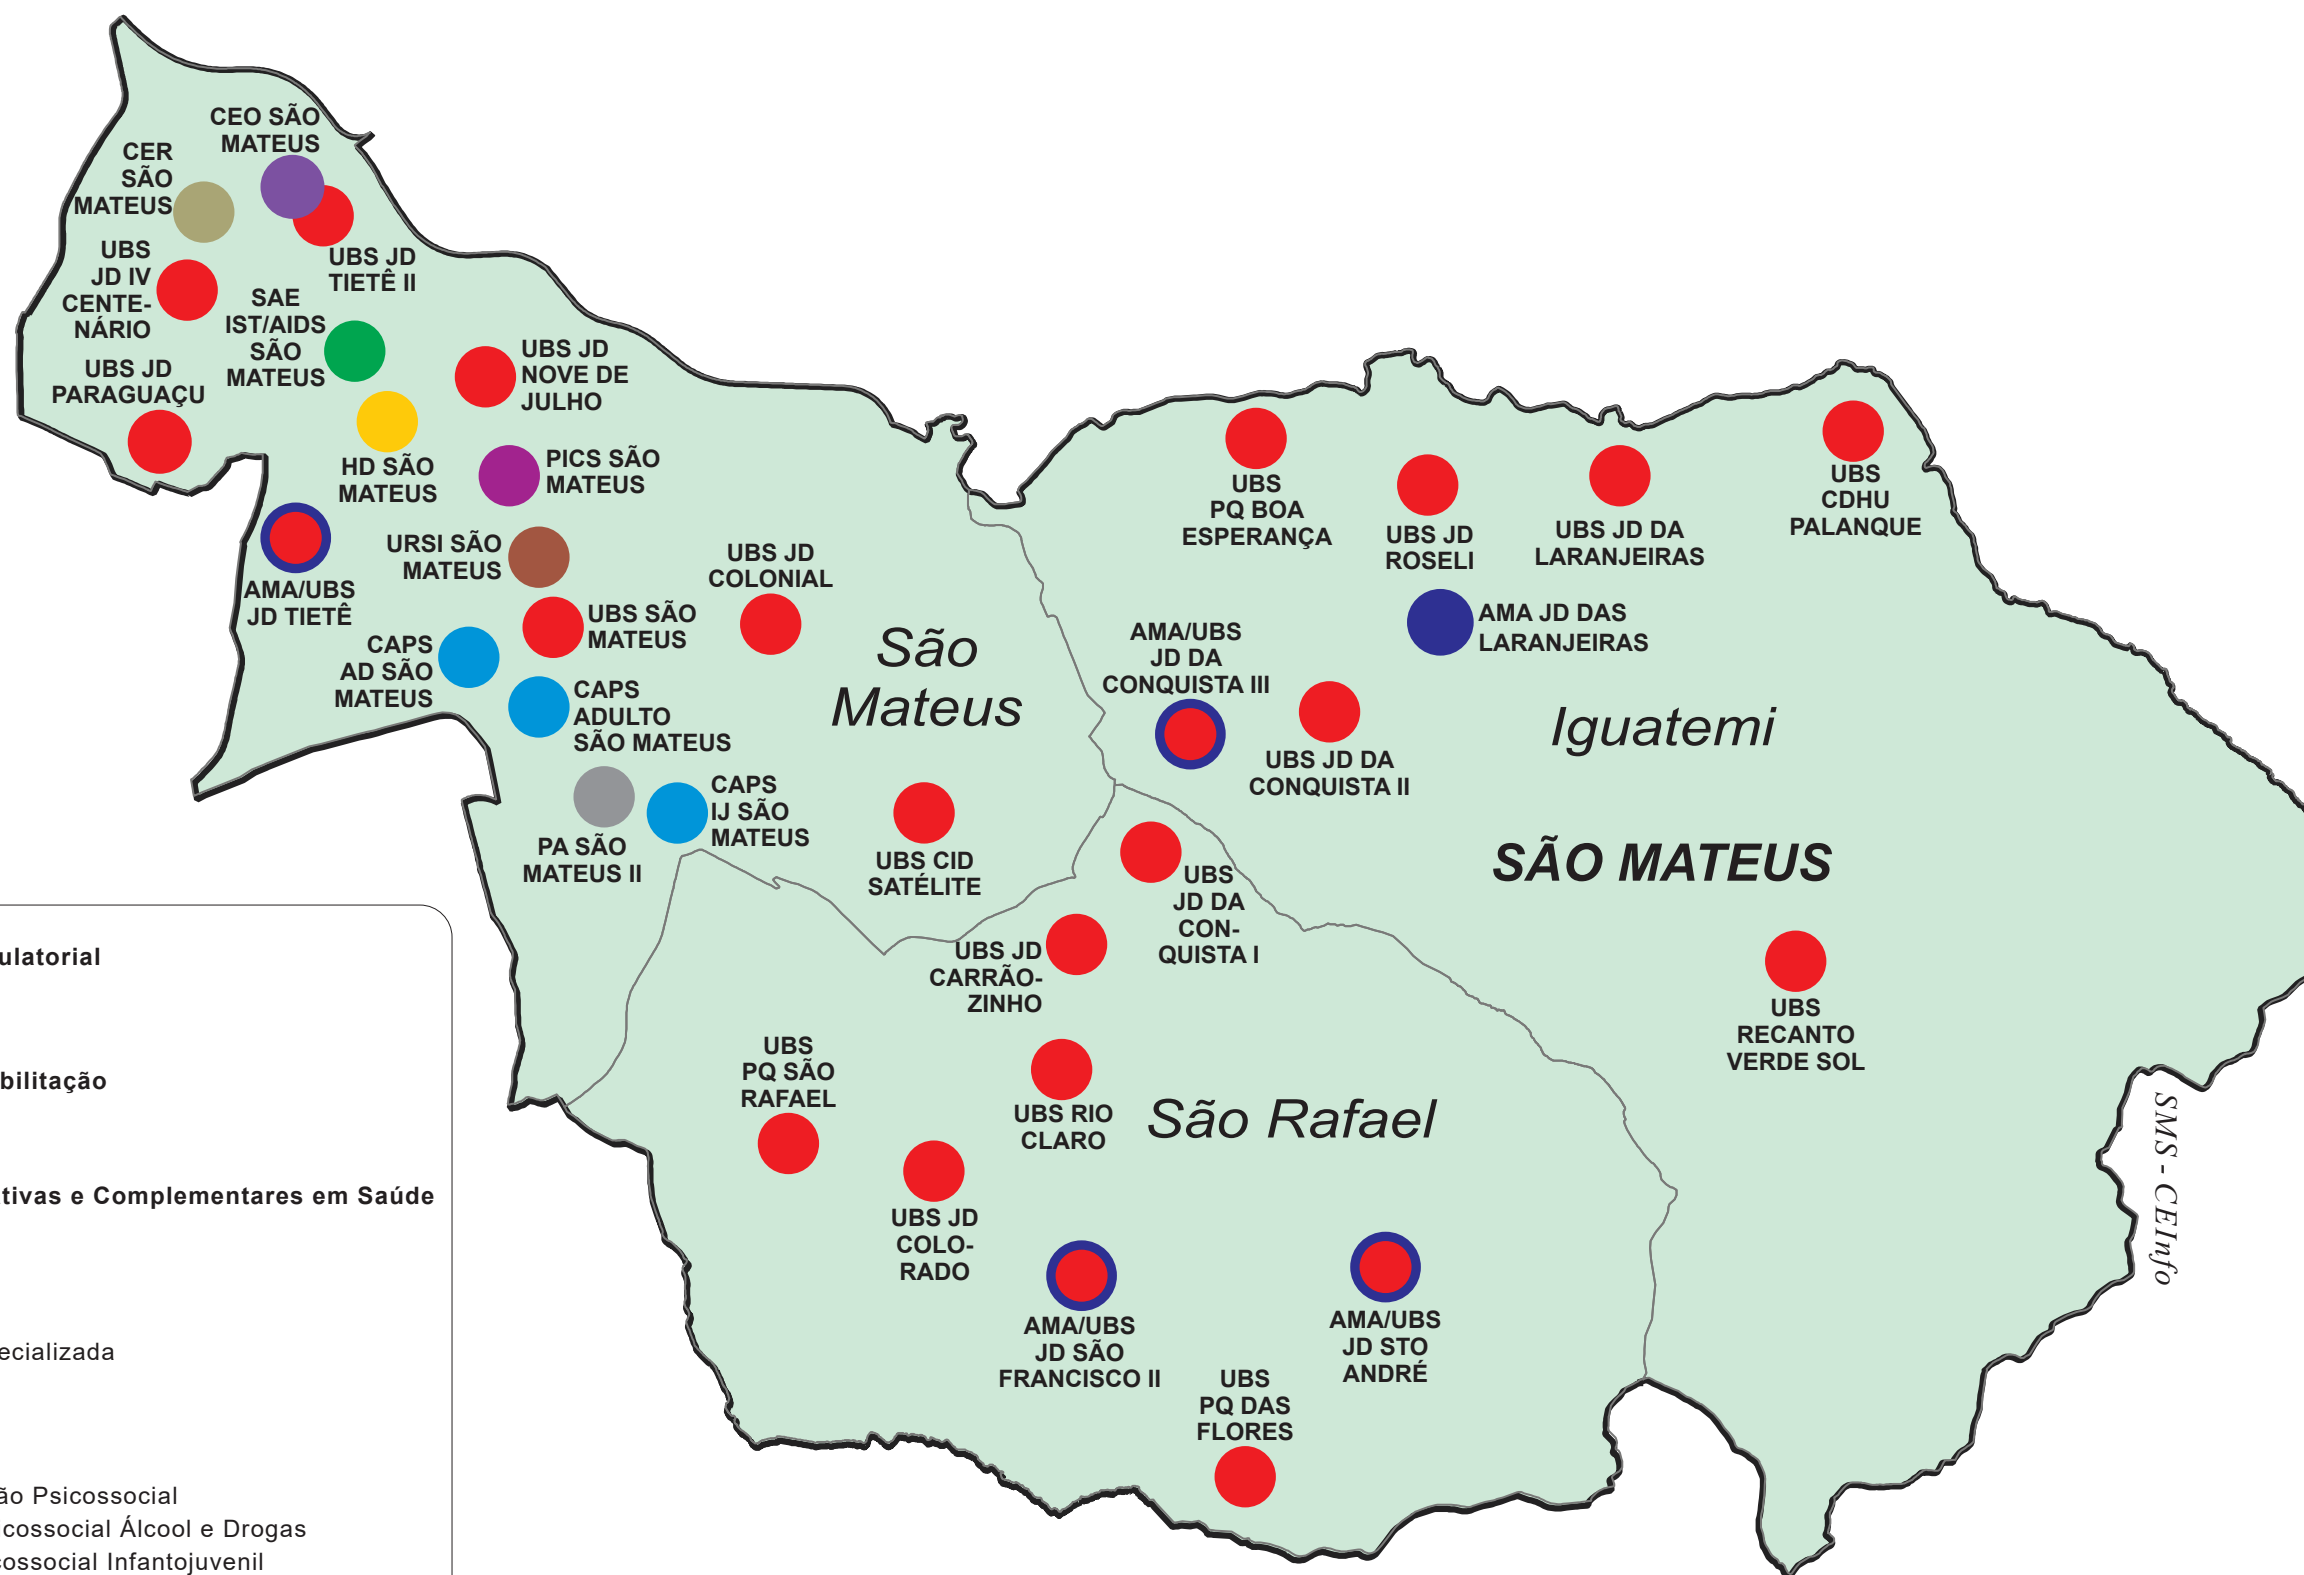 CEO SÃO
MATEUS
CER
SÃO
MATEUS
UBS JD
TIETÊ II
UBS
JD IV
CENTE-
NÁRIO
SAE
IST/AIDS
SÃO
MATEUS
UBS JD
PARAGUAÇU
UBS JD
NOVE DE
JULHO
HD SÃO
MATEUS
PICS SÃO
MATEUS
AMA/UBS
JD TIETÊ
URSI SÃO
MATEUS
UBS JD
COLONIAL
UBS SÃO
MATEUS
CAPS
AD SÃO
MATEUS
CAPS
ADULTO
SÃO MATEUS
São
Mateus
PA SÃO
MATEUS II
CAPS
IJ SÃO
MATEUS
UBS CID
SATÉLITE
UBS
PQ BOA
ESPERANÇA
UBS JD
ROSELI
UBS JD DA
LARANJEIRAS
UBS
CDHU
PALANQUE
AMA JD DAS
LARANJEIRAS
AMA/UBS
JD DA
CONQUISTA III
UBS JD DA
CONQUISTA II
Iguatemi
SÃO MATEUS
UBS
JD DA
CON-
QUISTA I
UBS JD
CARRÃO-
ZINHO
UBS
RECANTO
VERDE SOL
UBS
PQ SÃO
RAFAEL
UBS RIO
CLARO
São Rafael
UBS JD
COLO-
RADO
AMA/UBS
JD SÃO
FRANCISCO II
AMA/UBS
JD STO
ANDRÉ
UBS
PQ DAS
FLORES
SMS - CEInfo
ulatorial
bilitação
tivas e Complementares em Saúde
ecializada
ão Psicossocial
icossocial Álcool e Drogas
cossocial Infantojuvenil